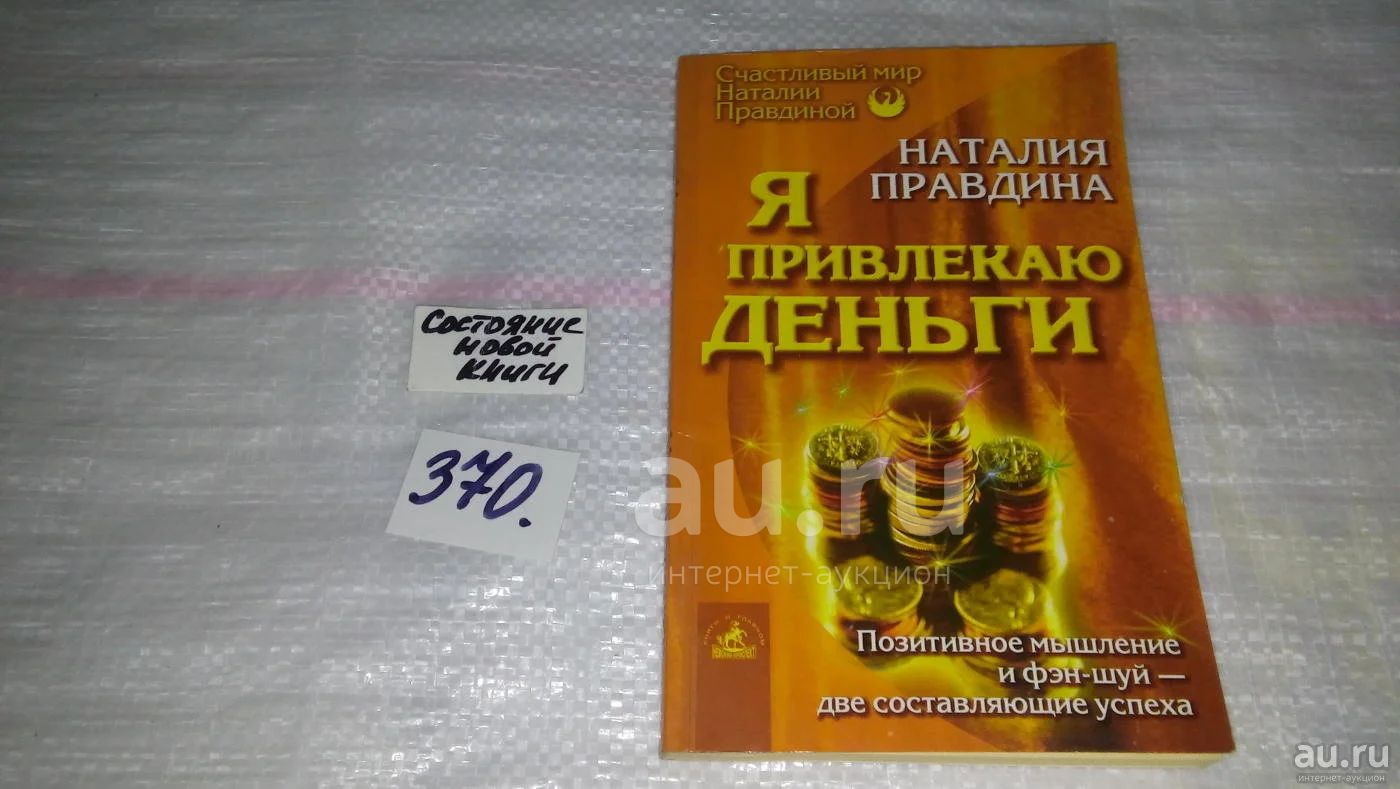 Счастливый мир
Наталии
Правдиной
НАТАЛИЯ
ПРАВДИНА
Я
ПРИВЛЕКАЮ
ДЕНЬГИ
Состояние
новой
книги
370.
au.ru
интернет-аукцион
Позитивное мышление
и фэн-шуй —
две составляющие успеха
au.ru
интернет-аукцион